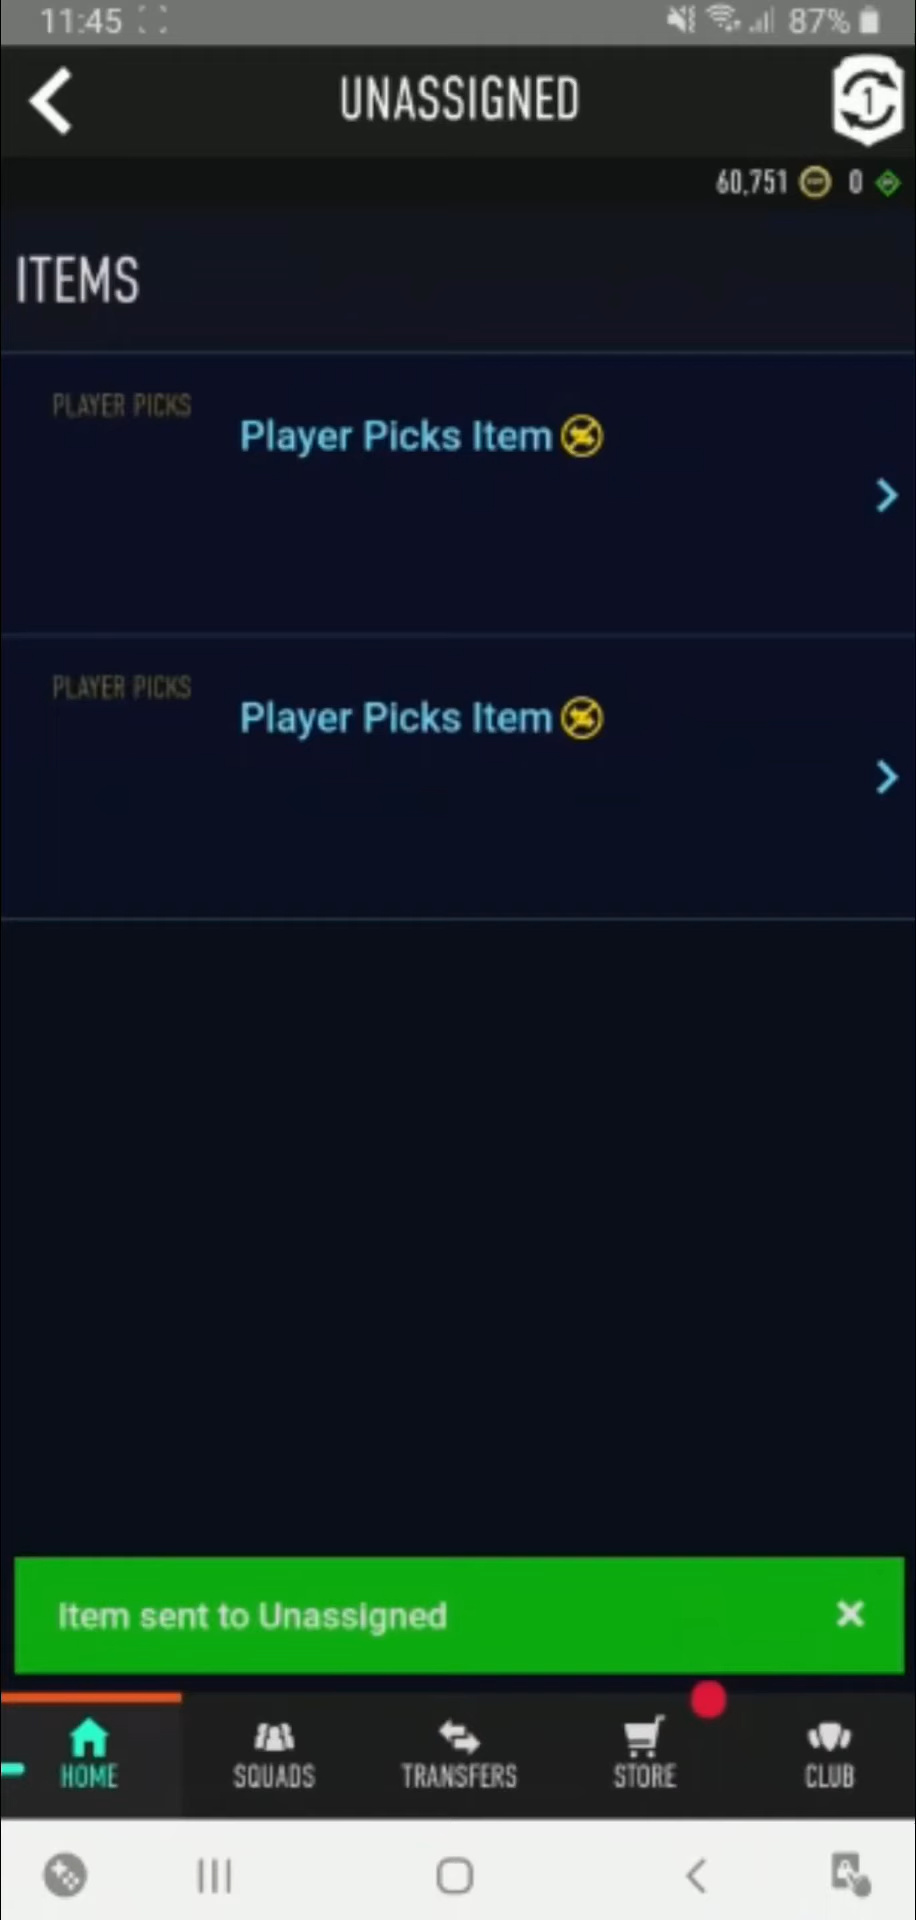 11:45 87%
UNASSIGNED
1
60,751 0
ITEMS
PLAYER PICKS
Player Picks Item
PLAYER PICKS
Player Picks Item
Item sent to Unassigned
HOME SQUADS TRANSFERS STORE CLUB